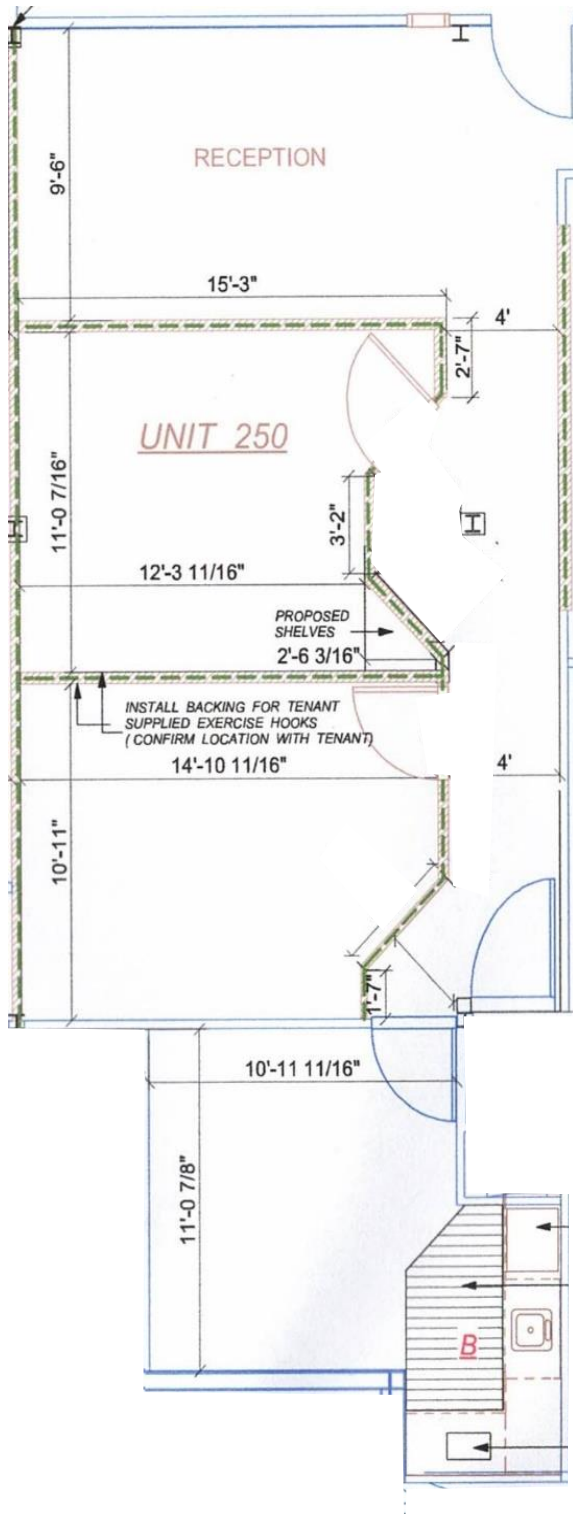 RECEPTION
9'-6"
15'-3"
4'
2'-7"
UNIT 250
11'-0 7/16"
3'-2"
12'-3 11/16"
PROPOSED
SHELVES
2'-6 3/16"
INSTALL BACKING FOR TENANT
SUPPLIED EXERCISE HOOKS
( CONFIRM LOCATION WITH TENANT)
14'-10 11/16"
4'
10'-11"
1'-7"
10'-11 11/16"
11'-0 7/8"
B